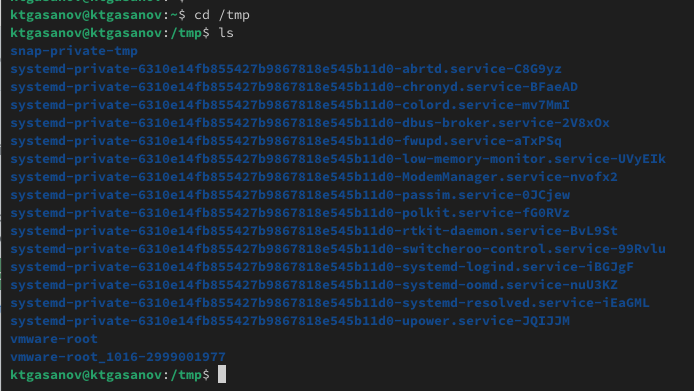 ktgasanov@ktgasanov:~$ cd /tmp
ktgasanov@ktgasanov:/tmp$ ls
snap-private-tmp
systemd-private-6310e14fb855427b9867818e545b11d0-abrtd.service-C8G9yz
systemd-private-6310e14fb855427b9867818e545b11d0-chronyd.service-BFaeAD
systemd-private-6310e14fb855427b9867818e545b11d0-colord.service-mv7MmI
systemd-private-6310e14fb855427b9867818e545b11d0-dbus-broker.service-2V8xOx
systemd-private-6310e14fb855427b9867818e545b11d0-fwupd.service-aTxPSq
systemd-private-6310e14fb855427b9867818e545b11d0-low-memory-monitor.service-UVyEIk
systemd-private-6310e14fb855427b9867818e545b11d0-ModemManager.service-nvofx2
systemd-private-6310e14fb855427b9867818e545b11d0-passim.service-0JCjew
systemd-private-6310e14fb855427b9867818e545b11d0-polkit.service-fG0RVz
systemd-private-6310e14fb855427b9867818e545b11d0-rtkit-daemon.service-BvL9St
systemd-private-6310e14fb855427b9867818e545b11d0-switcheroo-control.service-99Rvlu
systemd-private-6310e14fb855427b9867818e545b11d0-systemd-logind.service-iBGJgF
systemd-private-6310e14fb855427b9867818e545b11d0-systemd-oomd.service-nuU3KZ
systemd-private-6310e14fb855427b9867818e545b11d0-systemd-resolved.service-iEaGML
systemd-private-6310e14fb855427b9867818e545b11d0-upower.service-JQIJJM
vmware-root
vmware-root_1016-2999001977
ktgasanov@ktgasanov:/tmp$